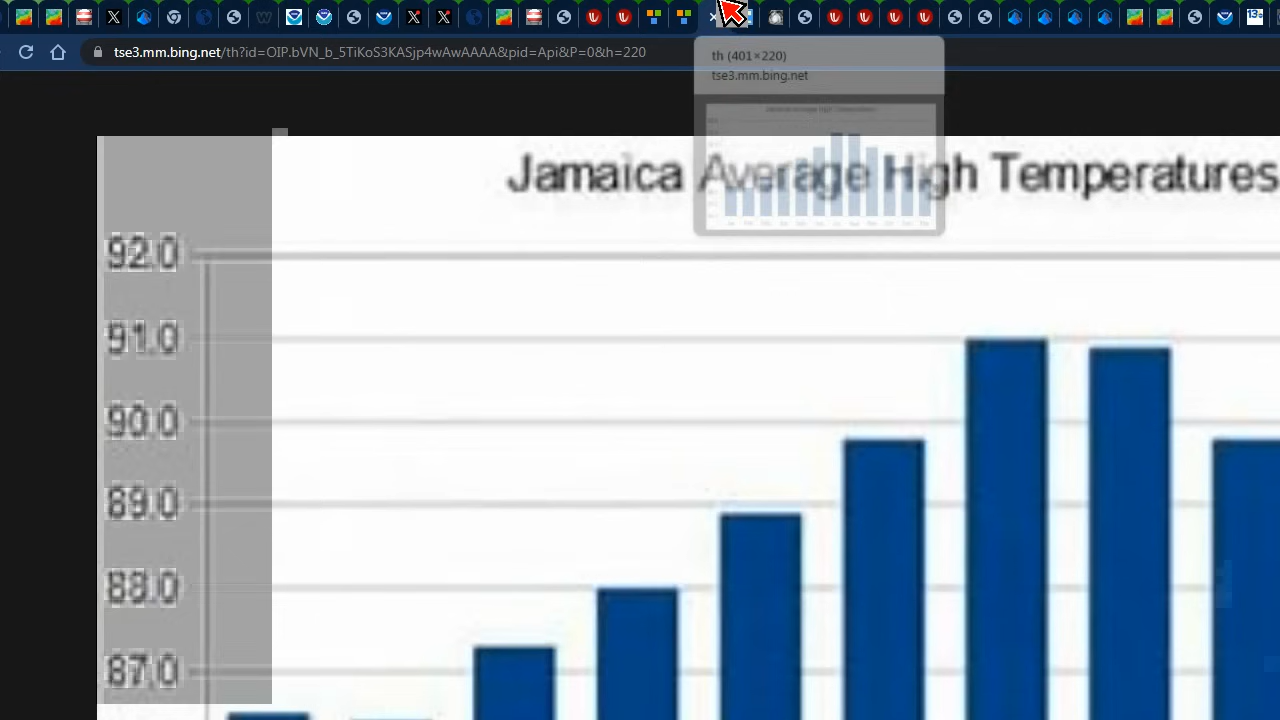 13s
tse3.mm.bing.net/th?id=OIP.bVN_b_5TiKoS3KASjp4wAwAAAA&pid=Api&P=0&h=220
th (401×220)
tse3.mm.bing.net
Jamaica Average High Temperatures
92.0
91.0
90.0
89.0
88.0
87.0